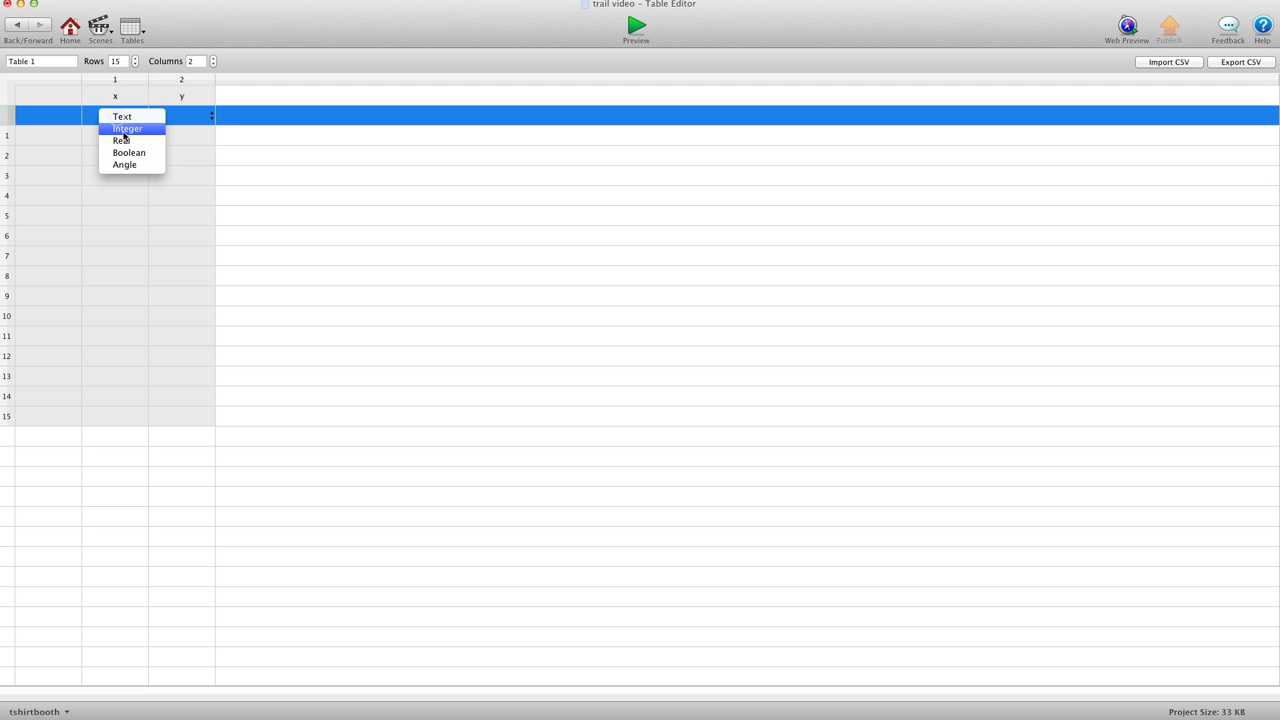 trail video – Table Editor
Back/Forward Home Scenes Tables Preview Web Preview Publish Feedback Help
Table 1 Rows 15 Columns 2 Import CSV Export CSV
1 2
x y
Text
Integer
Real
Boolean
Angle
1
2
3
4
5
6
7
8
9
10
11
12
13
14
15
tshirtbooth Project Size: 33 KB